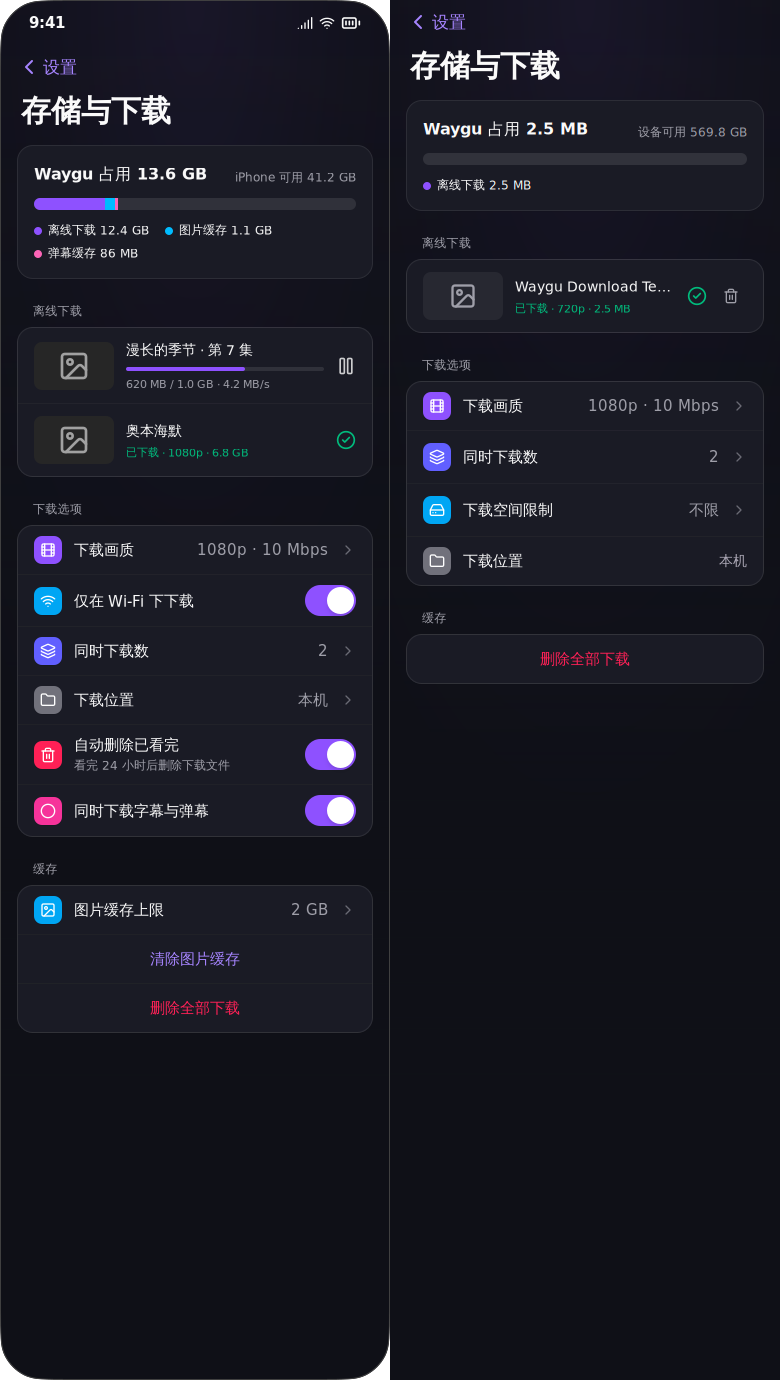 9:41
设置
存储与下载
Waygu 占用 13.6 GB
iPhone 可用 41.2 GB
离线下载 12.4 GB
图片缓存 1.1 GB
弹幕缓存 86 MB
离线下载
漫长的季节 · 第 7 集
620 MB / 1.0 GB · 4.2 MB/s
奥本海默
已下载 · 1080p · 6.8 GB
下载选项
下载画质
1080p · 10 Mbps
仅在 Wi-Fi 下下载
同时下载数
2
下载位置
本机
自动删除已看完
看完 24 小时后删除下载文件
同时下载字幕与弹幕
缓存
图片缓存上限
2 GB
清除图片缓存
删除全部下载
设置
存储与下载
Waygu 占用 2.5 MB
设备可用 569.8 GB
离线下载 2.5 MB
离线下载
Waygu Download Te...
已下载 · 720p · 2.5 MB
下载选项
下载画质
1080p · 10 Mbps
同时下载数
2
下载空间限制
不限
下载位置
本机
缓存
删除全部下载